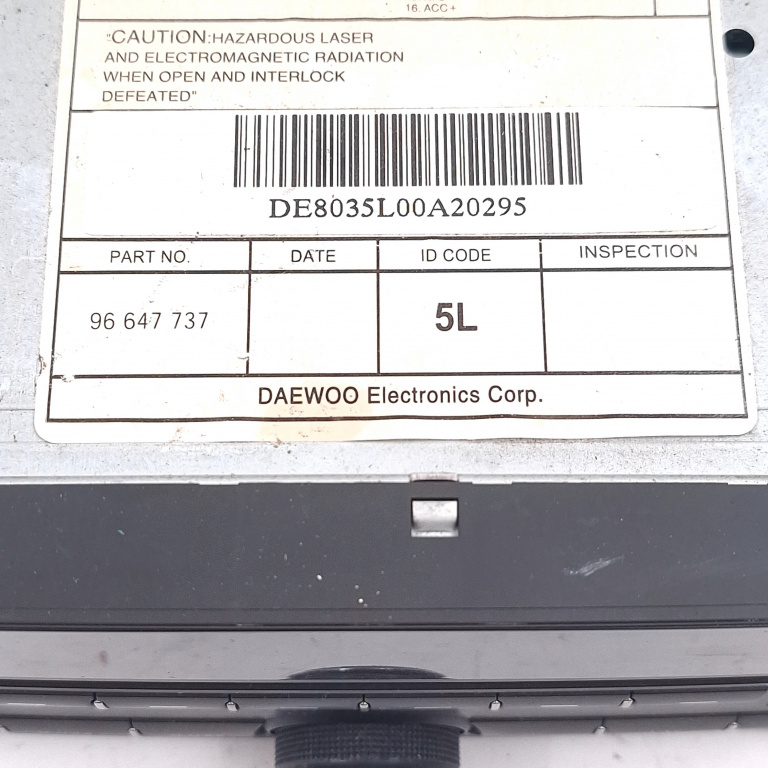 16. ACC+
"CAUTION:HAZARDOUS LASER
AND ELECTROMAGNETIC RADIATION
WHEN OPEN AND INTERLOCK
DEFEATED"
DE8035L00A20295
PART NO. DATE ID CODE INSPECTION
96 647 737 5L
DAEWOO Electronics Corp.